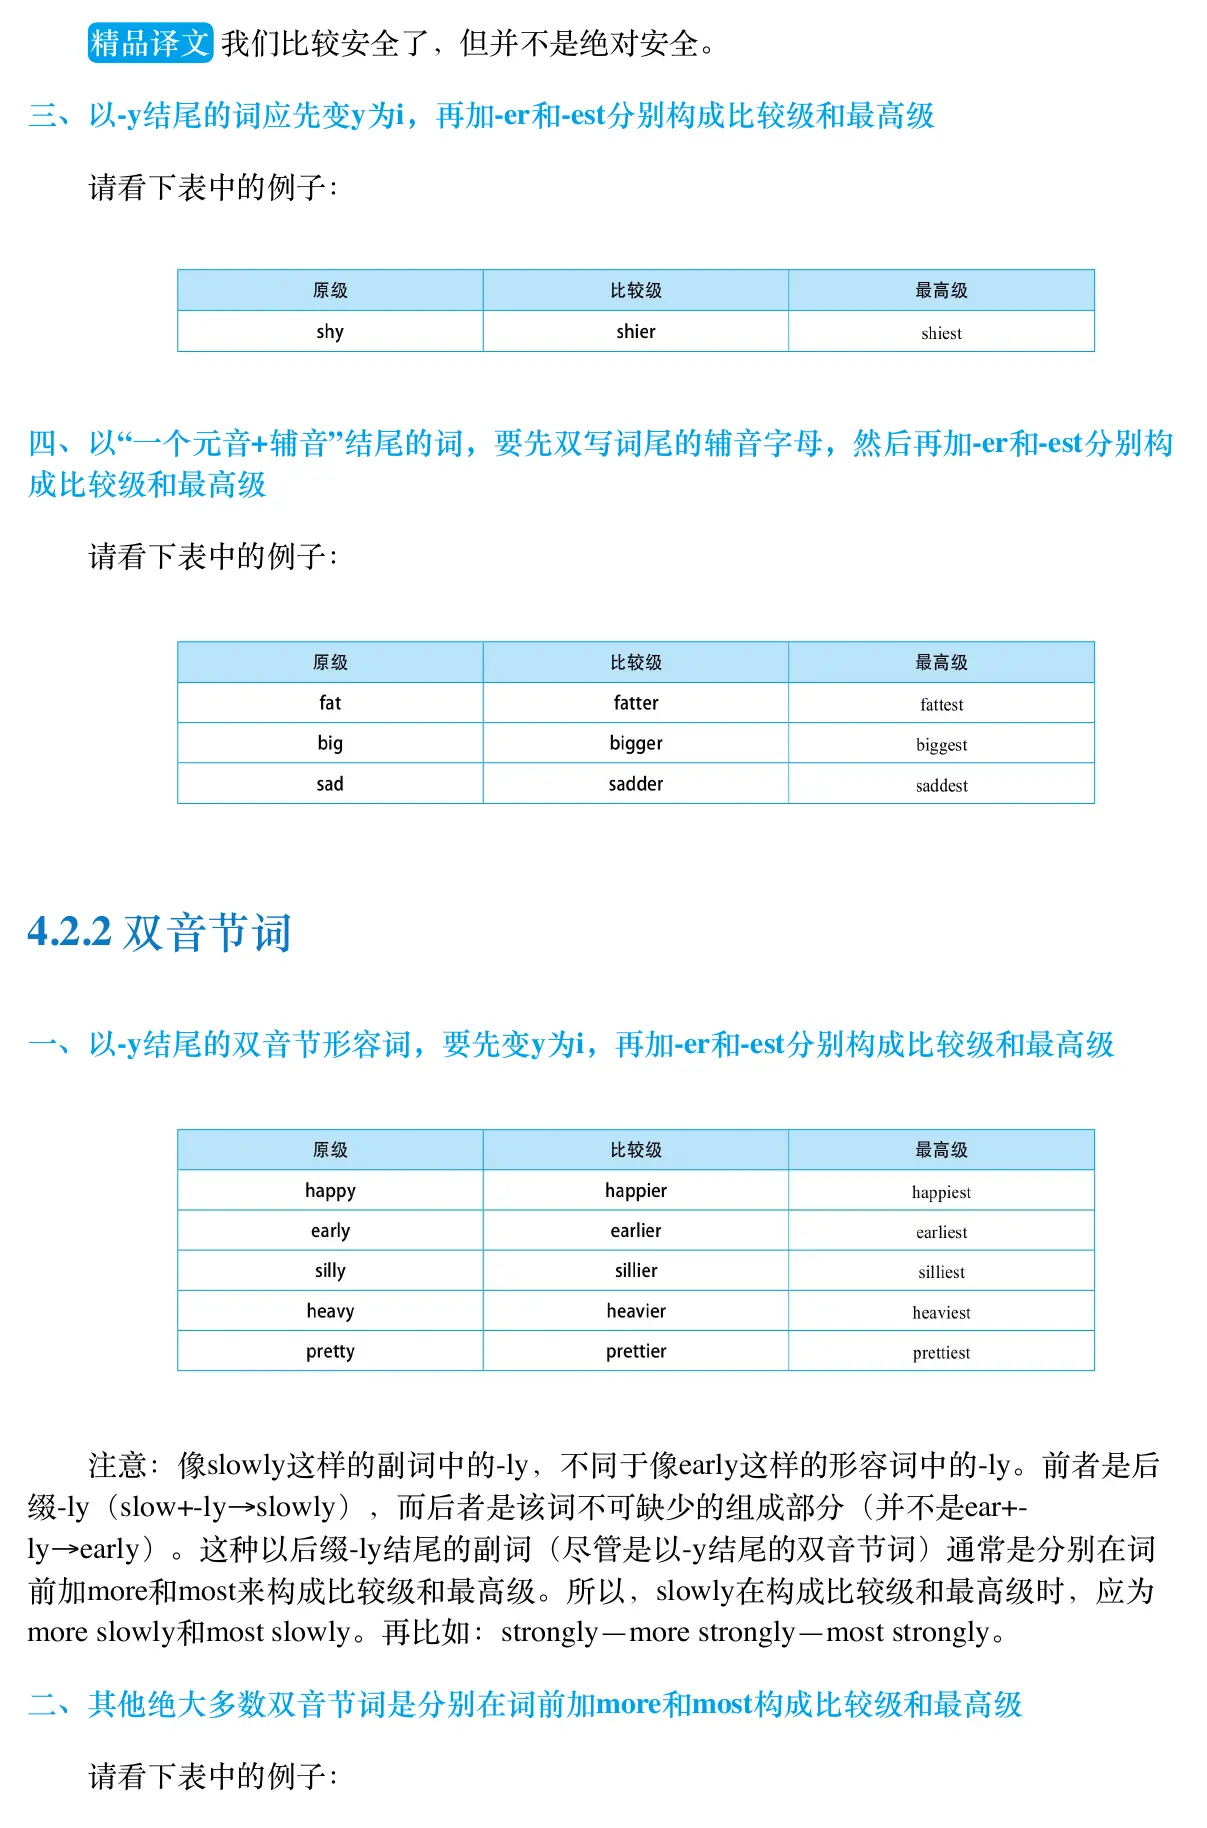 精品译文 我们比较安全了，但并不是绝对安全。
三、以-y结尾的词应先变y为i，再加-er和-est分别构成比较级和最高级
请看下表中的例子：
原级 比较级 最高级
shy shier shiest
四、以“一个元音+辅音”结尾的词，要先双写词尾的辅音字母，然后再加-er和-est分别构
成比较级和最高级
请看下表中的例子：
原级 比较级 最高级
fat fatter fattest
big bigger biggest
sad sadder saddest
4.2.2 双音节词
一、以-y结尾的双音节形容词，要先变y为i，再加-er和-est分别构成比较级和最高级
原级 比较级 最高级
happy happier happiest
early earlier earliest
silly sillier silliest
heavy heavier heaviest
pretty prettier prettiest
注意：像slowly这样的副词中的-ly，不同于像early这样的形容词中的-ly。前者是后
缀-ly（slow+-ly→slowly），而后者是该词不可缺少的组成部分（并不是ear+-
ly→early）。这种以后缀-ly结尾的副词（尽管是以-y结尾的双音节词）通常是分别在词
前加more和most来构成比较级和最高级。所以，slowly在构成比较级和最高级时，应为
more slowly和most slowly。再比如：strongly—more strongly—most strongly。
二、其他绝大多数双音节词是分别在词前加more和most构成比较级和最高级
请看下表中的例子：